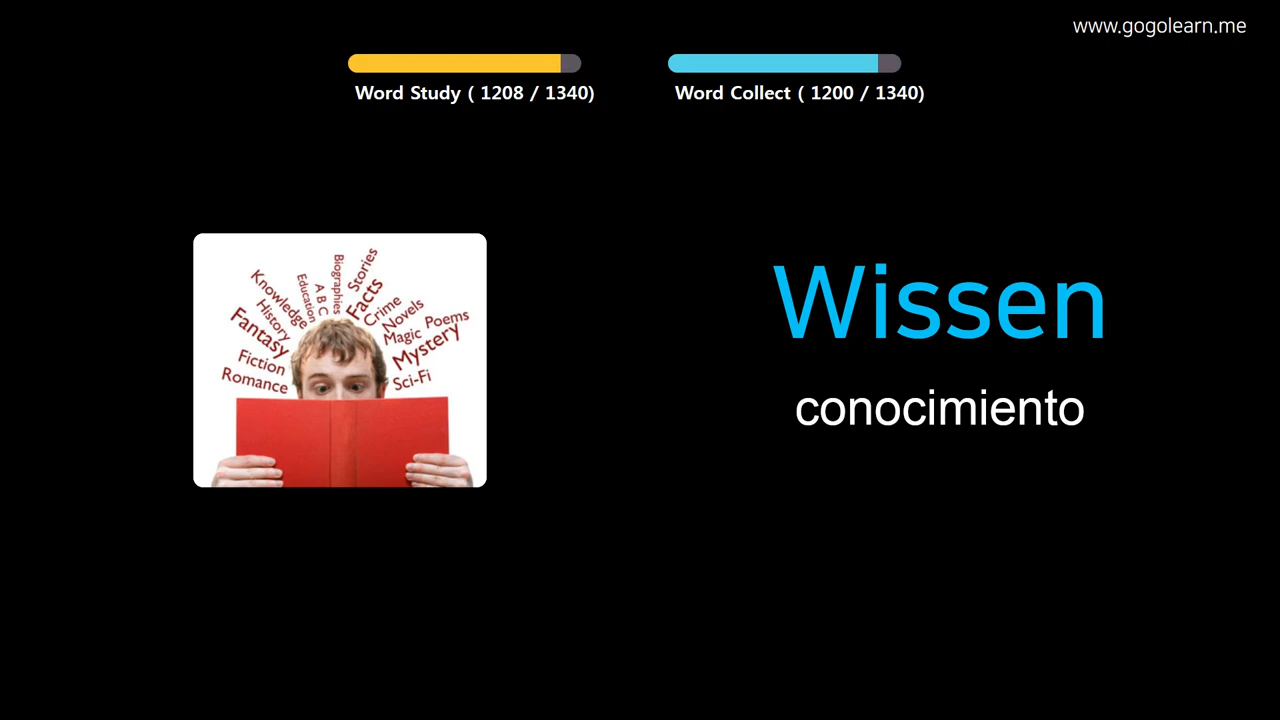 www.gogolearn.me
Word Study ( 1208 / 1340)
Word Collect ( 1200 / 1340)
Wissen
conocimiento
Stories
Biographies
Facts
A B C
Education
Knowledge
Crime
History
Novels
Fantasy
Poems
Magic
Mystery
Fiction
Sci-Fi
Romance